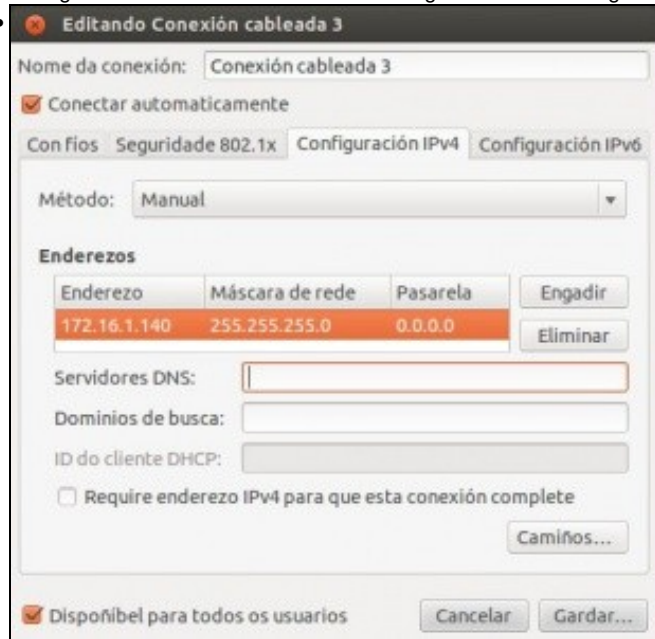 Editando Conexión cableada 3
Nome da conexión: Conexión cableada 3
Conectar automaticamente
Con fíos Seguridade 802.1x Configuración IPv4 Configuración IPv6
Método: Manual
Enderezos
Enderezo Máscara de rede Pasarela Engadir
172.16.1.140 255.255.255.0 0.0.0.0 Eliminar
Servidores DNS:
Dominios de busca:
ID do cliente DHCP:
Require enderezo IPv4 para que esta conexión complete
Camiños...
Dispoñíbel para todos os usuarios Cancelar Gardar...